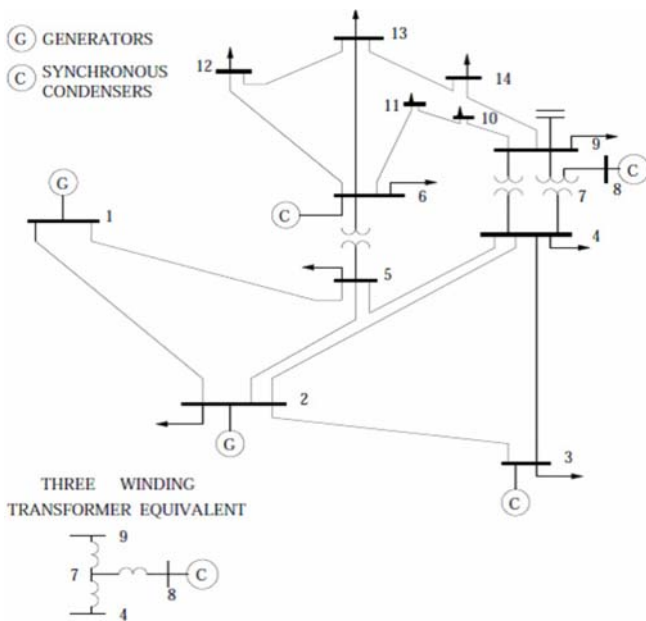 G GENERATORS
C SYNCHRONOUS
CONDENSERS
13
12
14
11
10
9
G
C
8
7
6
C
1
4
5
2
G
3
C
THREE WINDING
TRANSFORMER EQUIVALENT
9
7
C
8
4